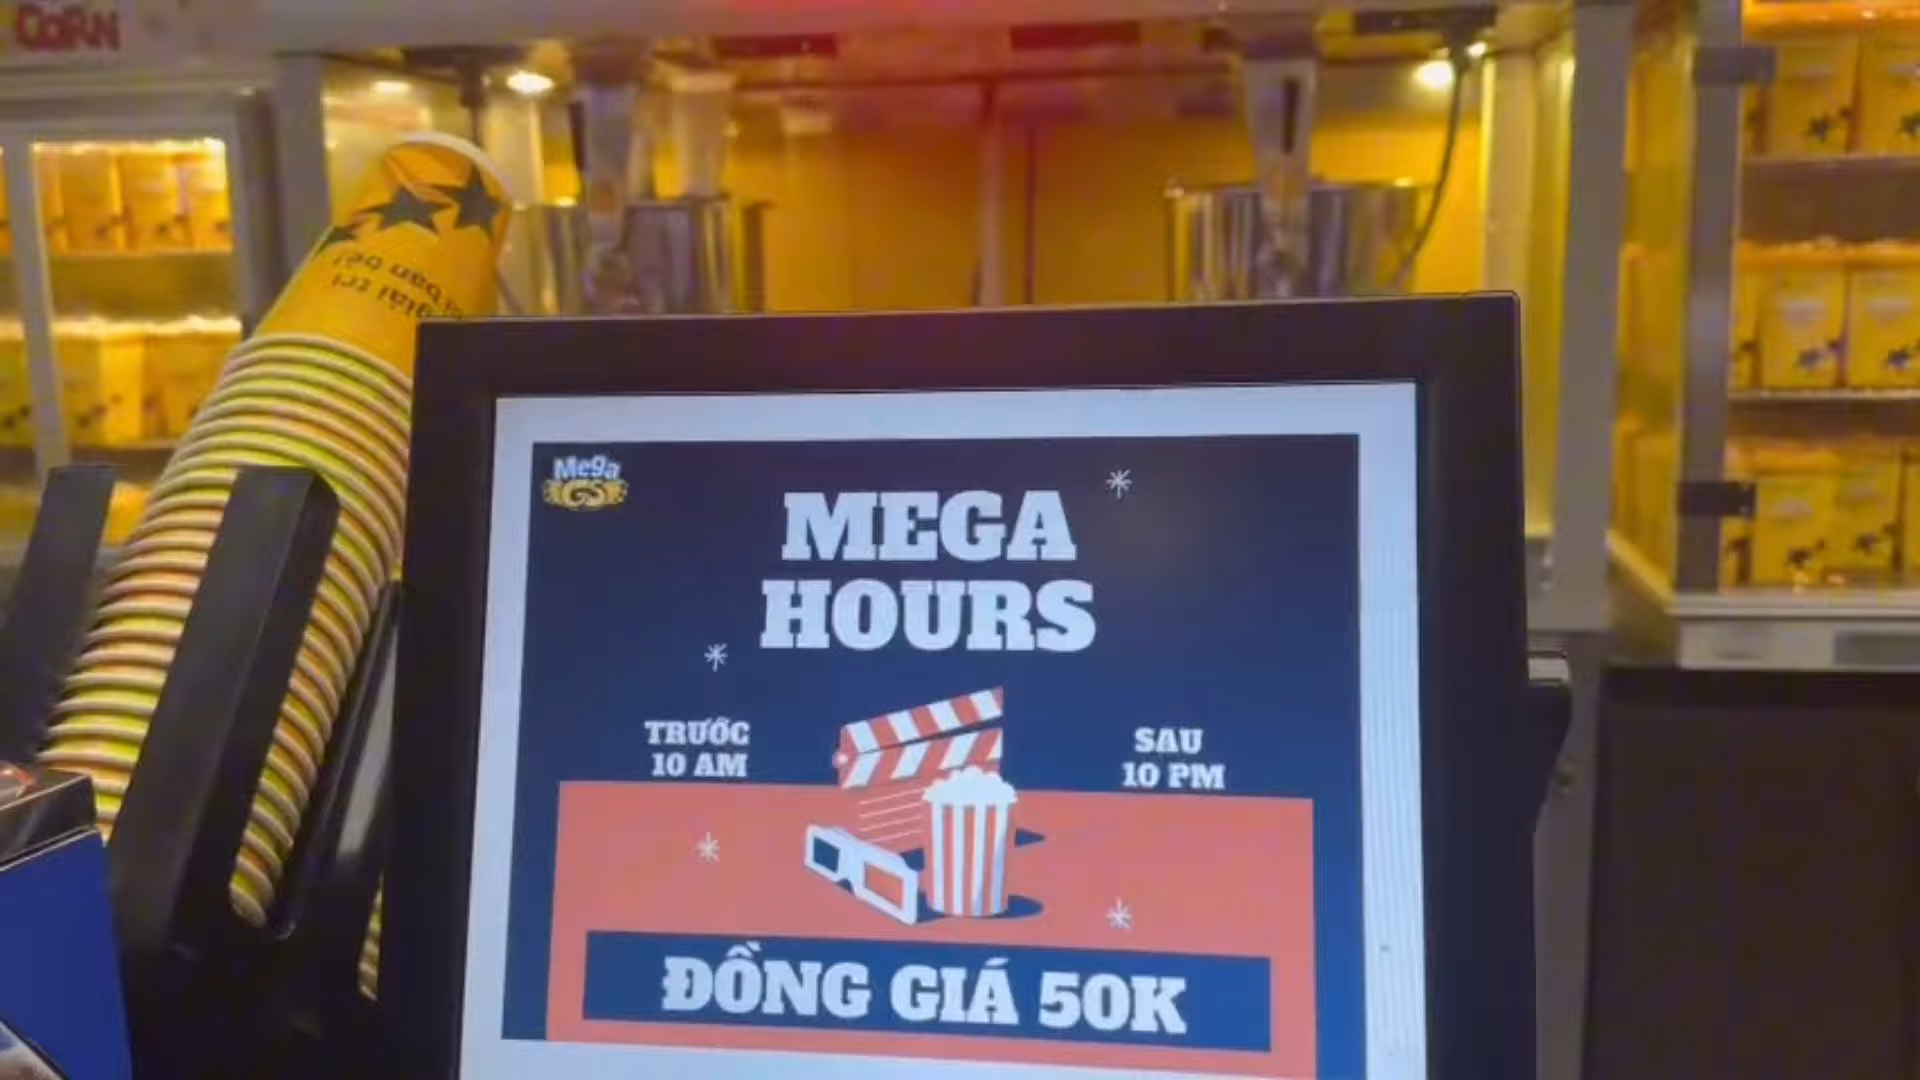 CORN
Mega
GS
MEGA
HOURS
TRƯỚC
10 AM
SAU
10 PM
ĐỒNG GIÁ 50K